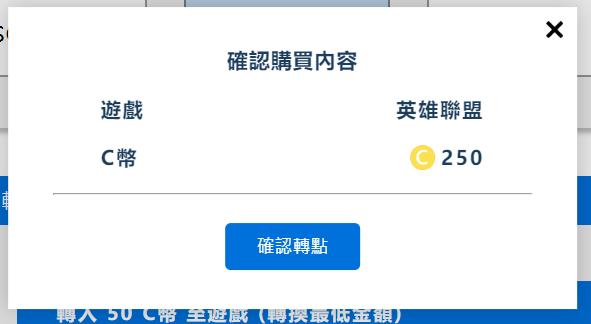 確認購買內容
遊戲 英雄聯盟
C幣 C 250
確認轉點
轉入 50 C幣 至遊戲 (轉換最低金額)